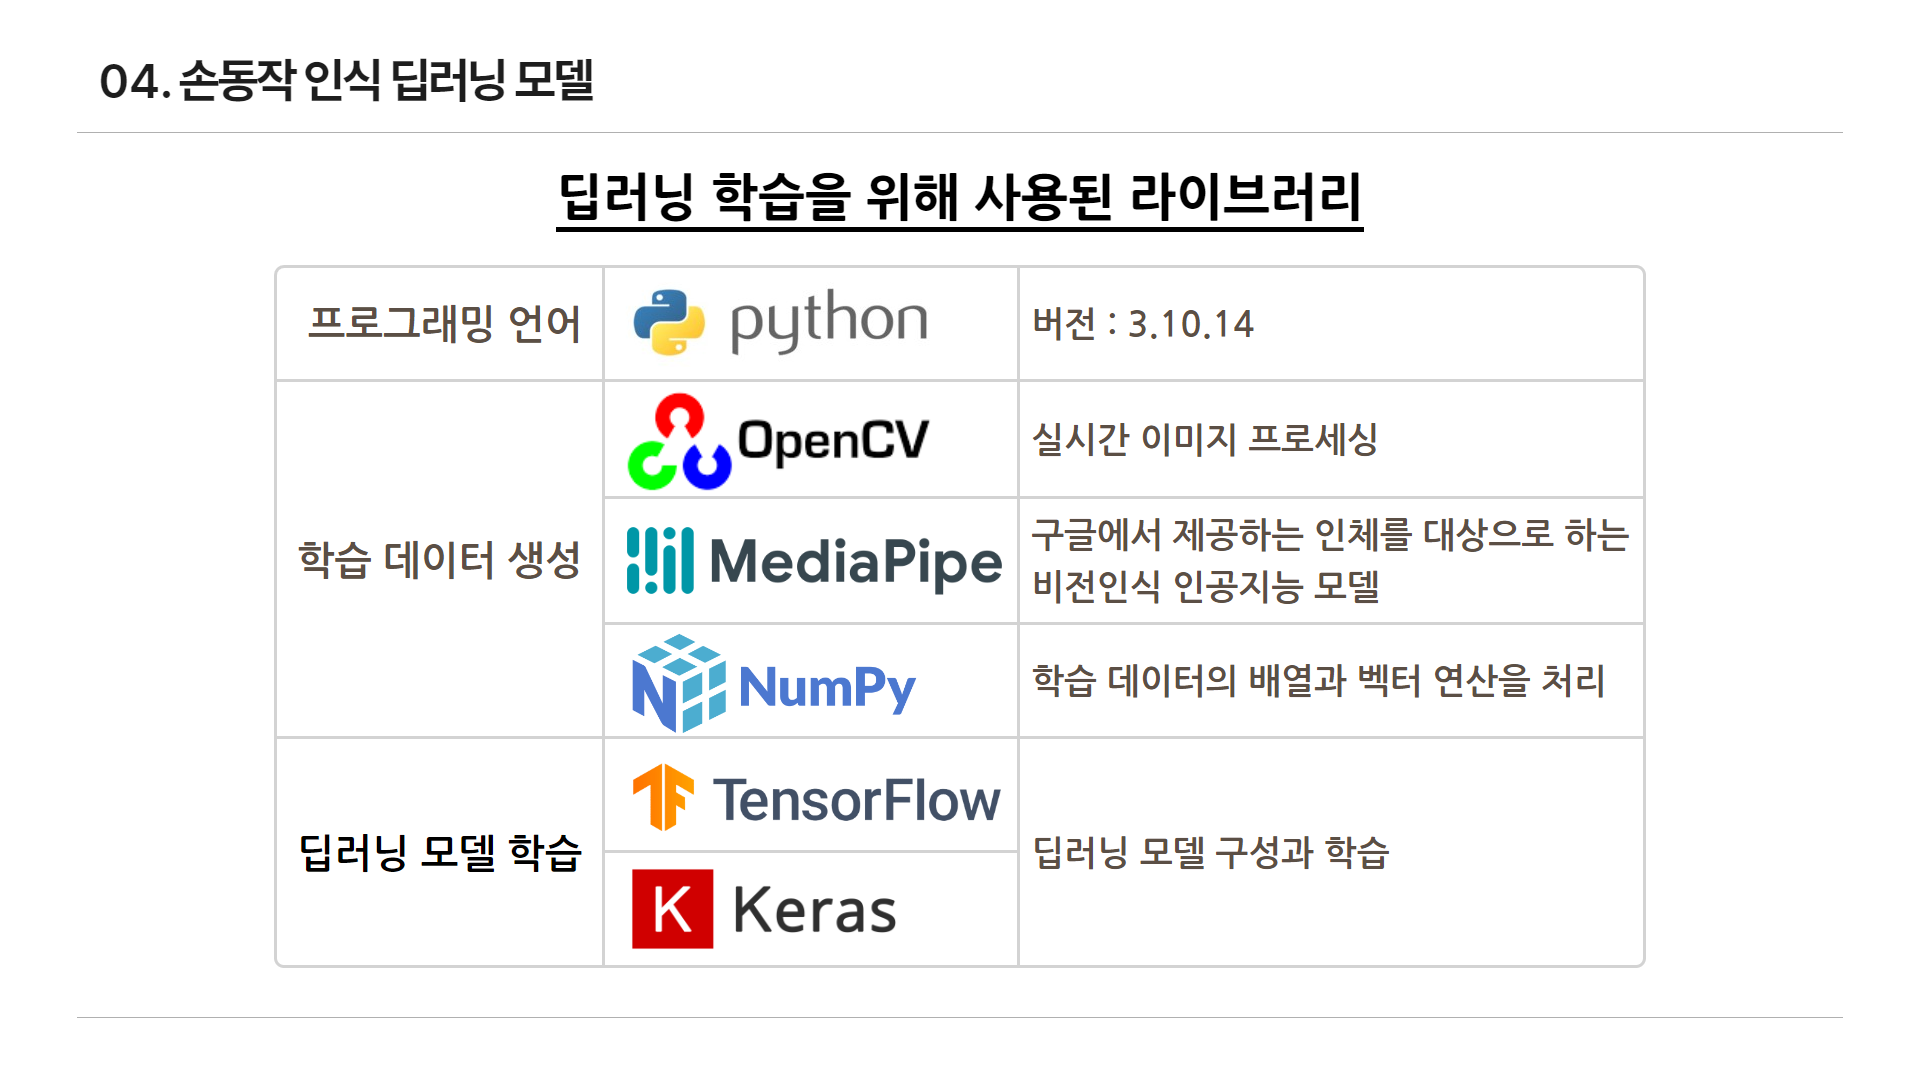 04. 손동작 인식 딥러닝 모델
딥러닝 학습을 위해 사용된 라이브러리
프로그래밍 언어
python
버전 : 3.10.14
학습 데이터 생성
OpenCV
실시간 이미지 프로세싱
MediaPipe
구글에서 제공하는 인체를 대상으로 하는
비전인식 인공지능 모델
NumPy
학습 데이터의 배열과 벡터 연산을 처리
딥러닝 모델 학습
TensorFlow
K Keras
딥러닝 모델 구성과 학습